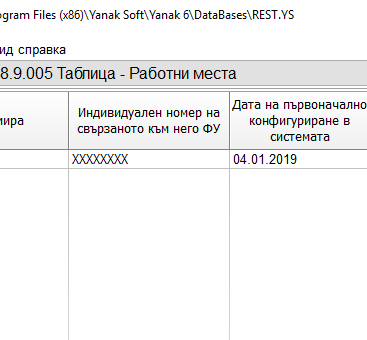 ogram Files (x86)\Yanak Soft\Yanak 6\DataBases\REST.YS
ид справка
8.9.005 Таблица - Работни места
мира
Индивидуален номер на
свързаното към него ФУ
Дата на първоначално
конфигуриране в
системата
XXXXXXXX
04.01.2019